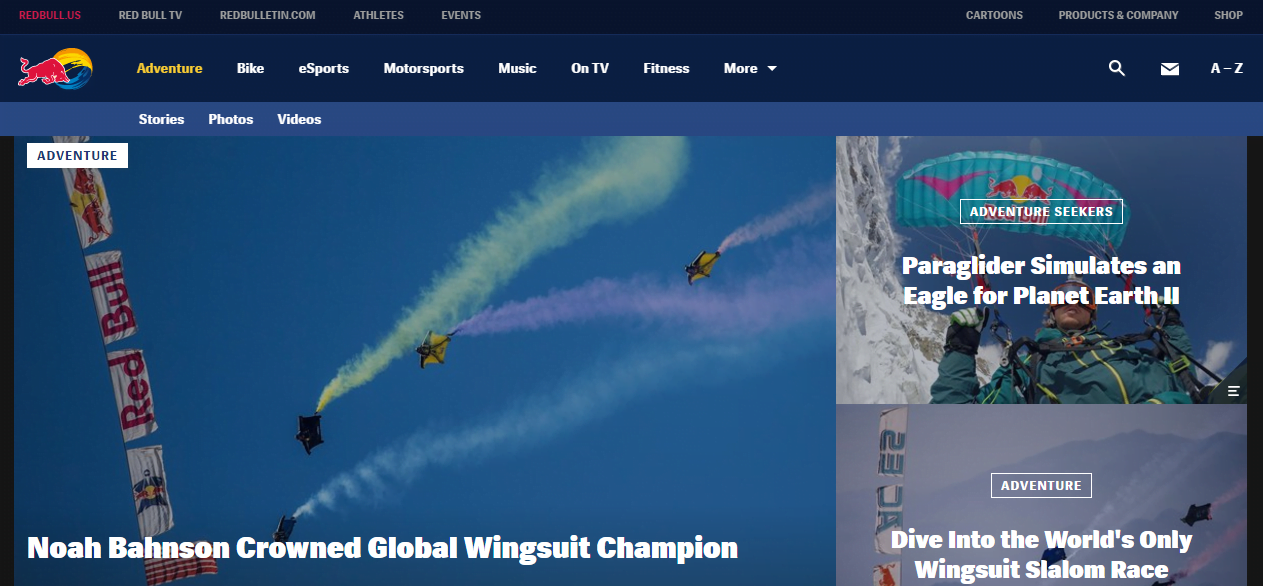 REDBULL.US RED BULL TV REDBULLETIN.COM ATHLETES EVENTS CARTOONS PRODUCTS & COMPANY SHOP
Adventure Bike eSports Motorsports Music On TV Fitness More A – Z
Stories Photos Videos
ADVENTURE
Red Bull
Noah Bahnson Crowned Global Wingsuit Champion
Red Bull
ADVENTURE SEEKERS
Paraglider Simulates an
Eagle for Planet Earth II
ADVENTURE
Dive Into the World's Only
Wingsuit Slalom Race